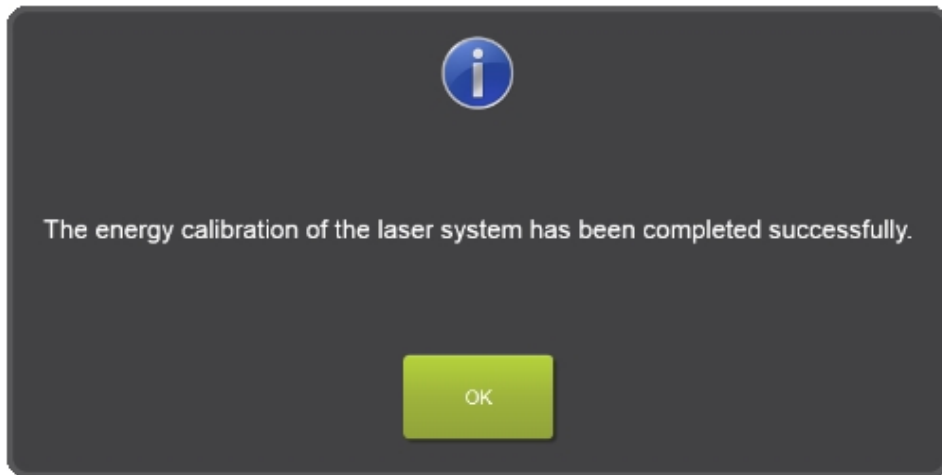 The energy calibration of the laser system has been completed successfully.
OK